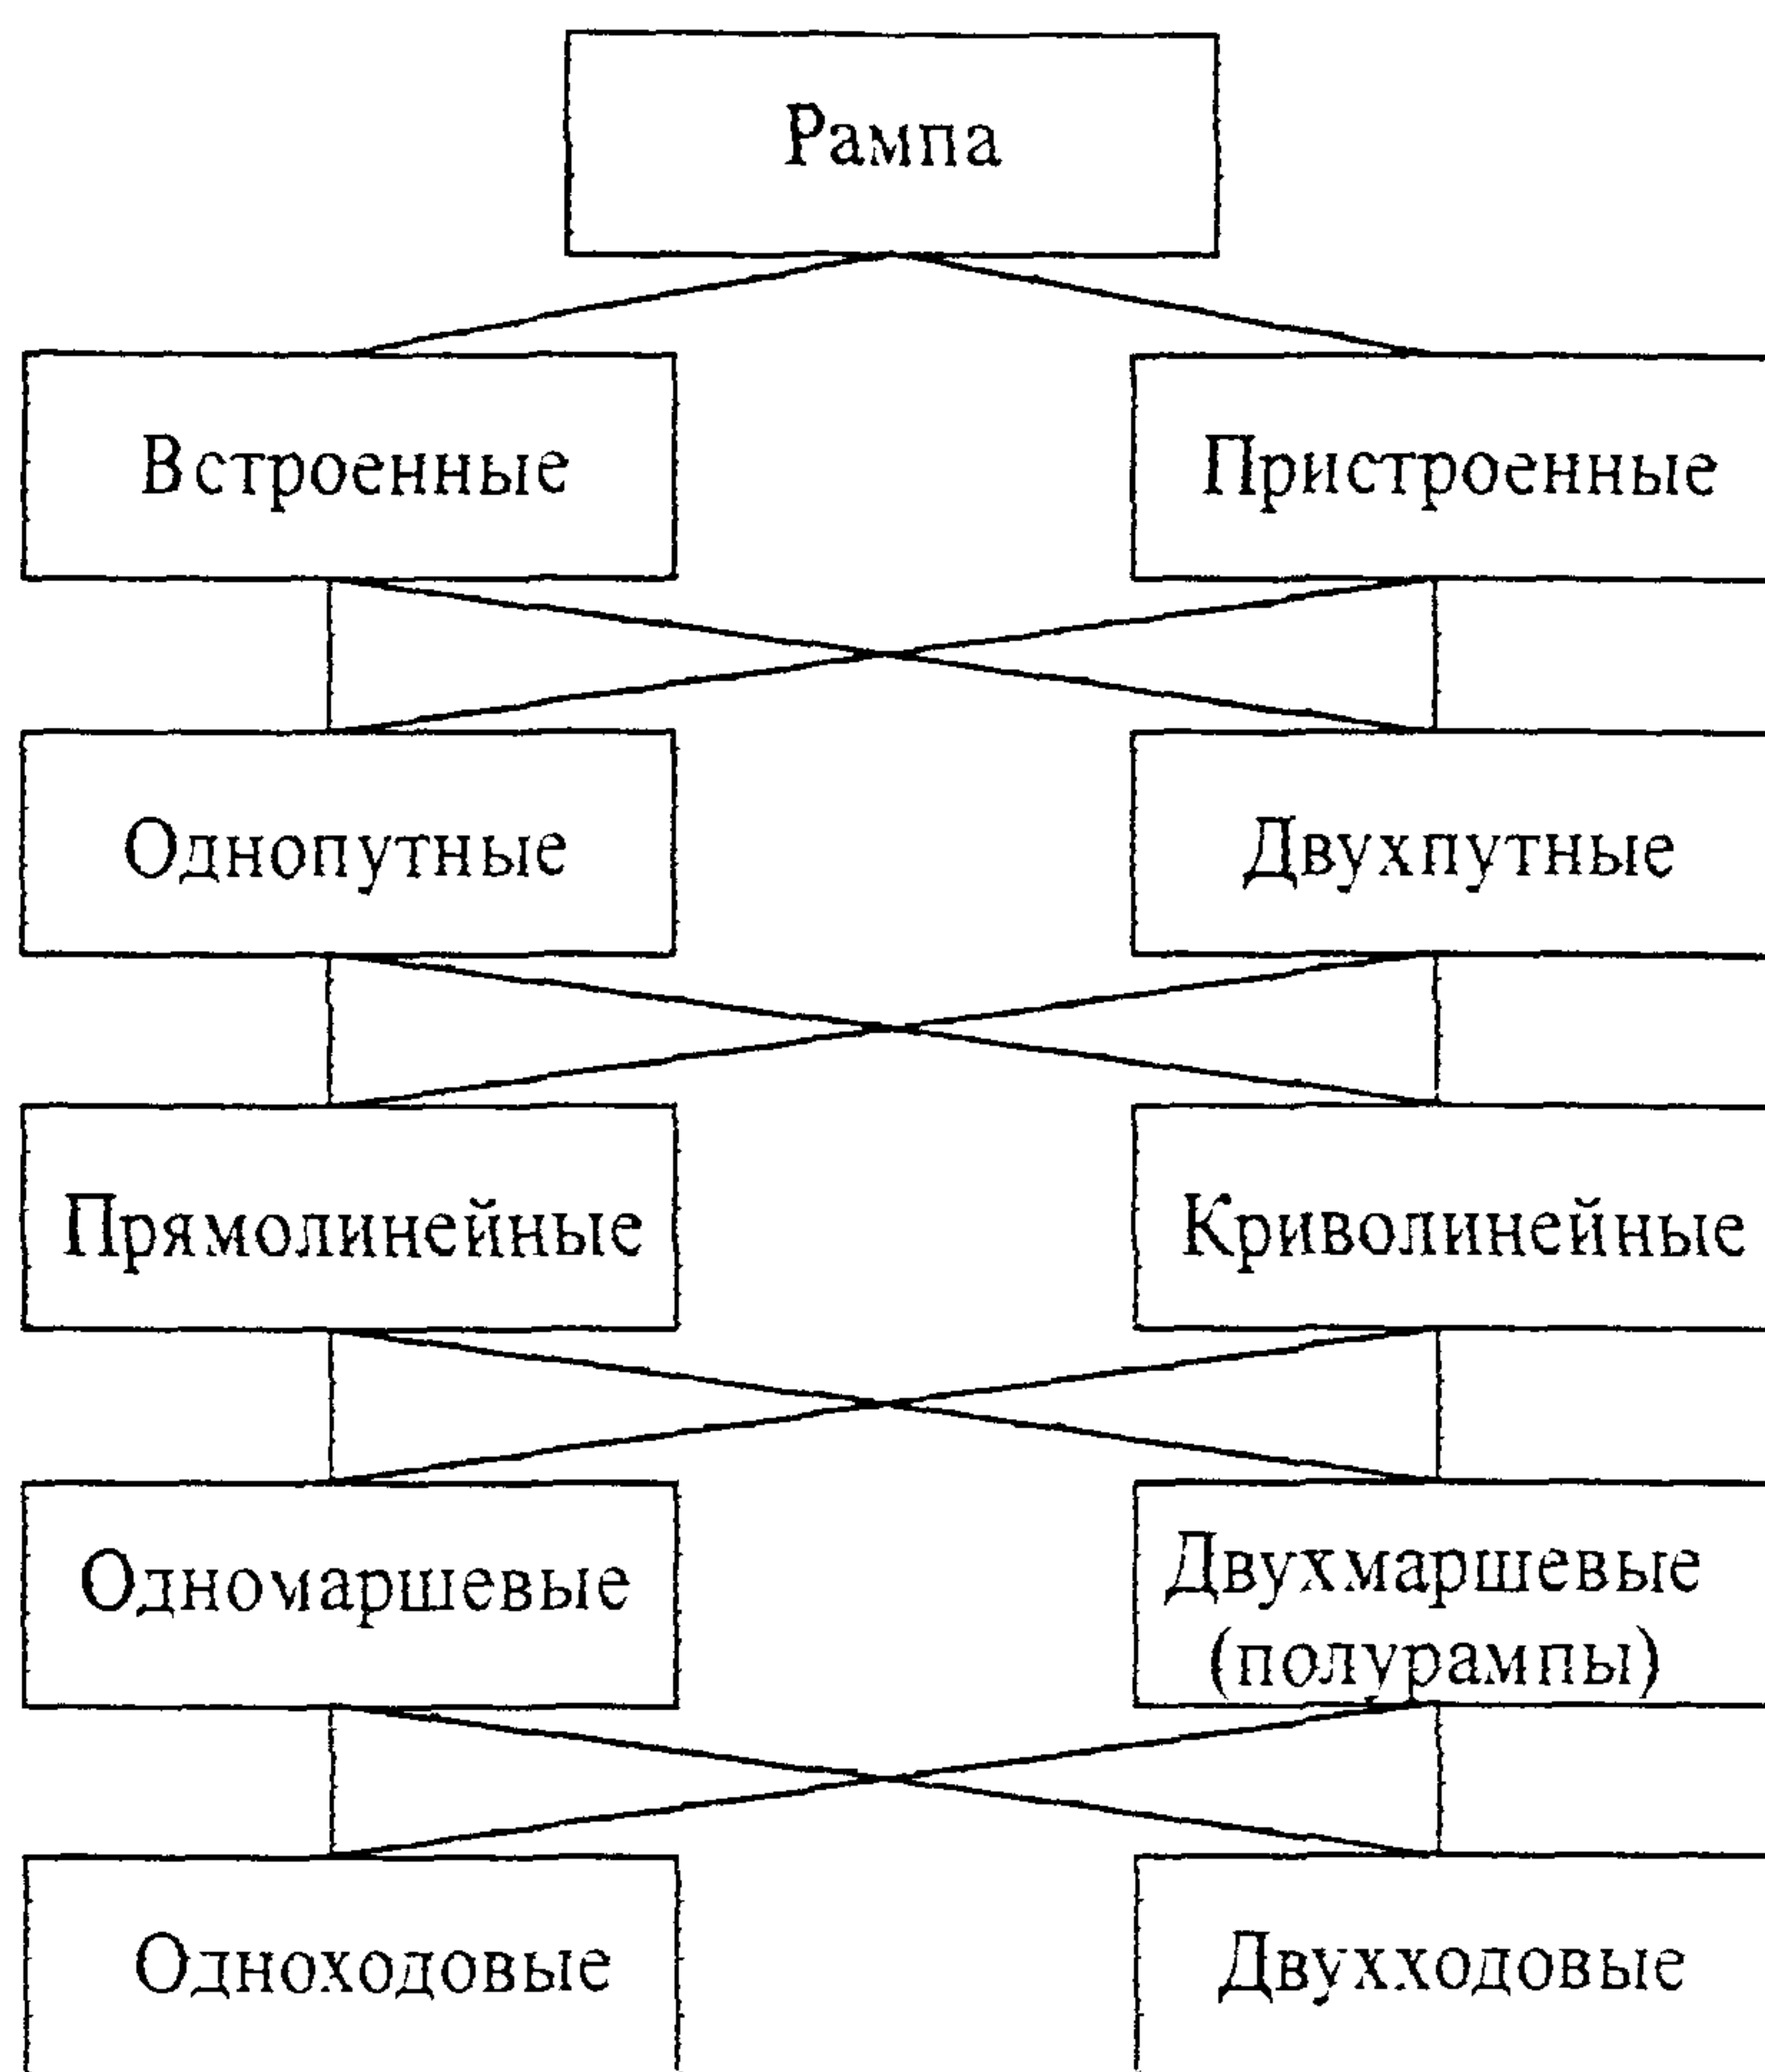 Рампа
Встроенные
Пристроенные
Однопутные
Двухпутные
Прямолинейные
Криволинейные
Одномаршевые
Двухмаршевые
(полурампы)
Одноходовые
Двухходовые